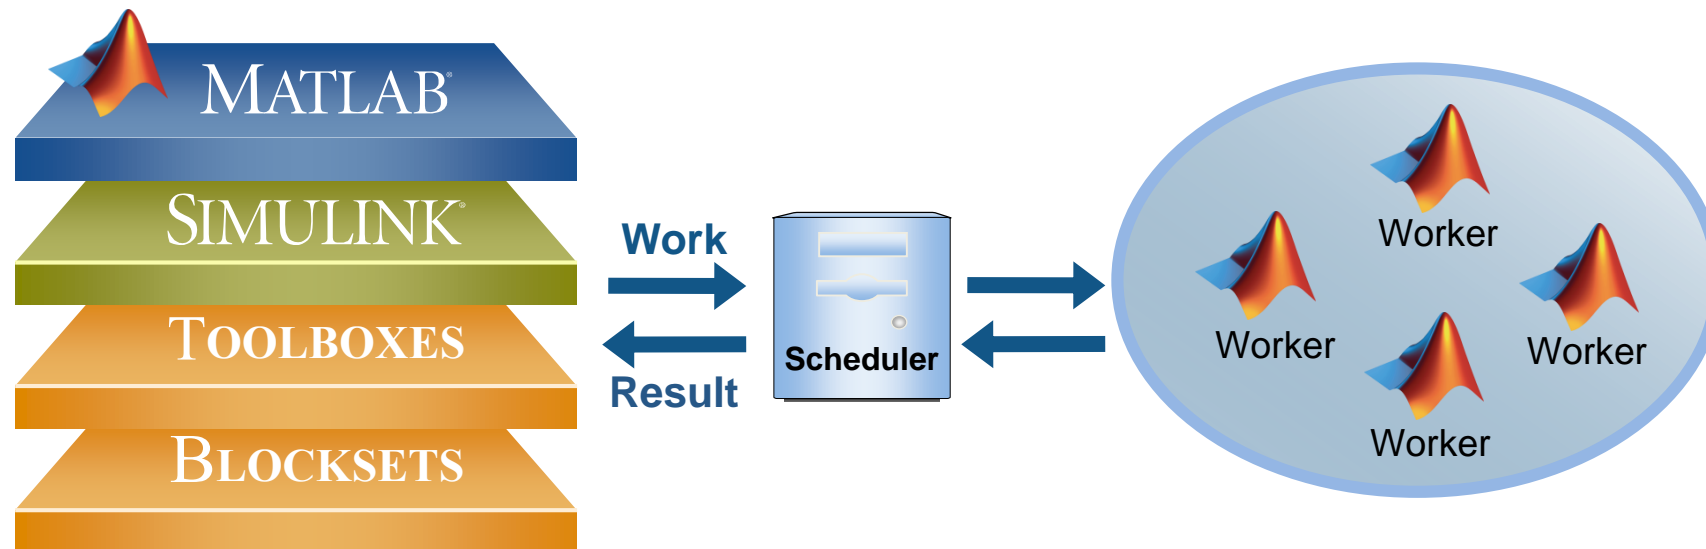 MATLAB®
SIMULINK®
TOOLBOXES
BLOCKSETS
Work
Result
Scheduler
Worker
Worker
Worker
Worker